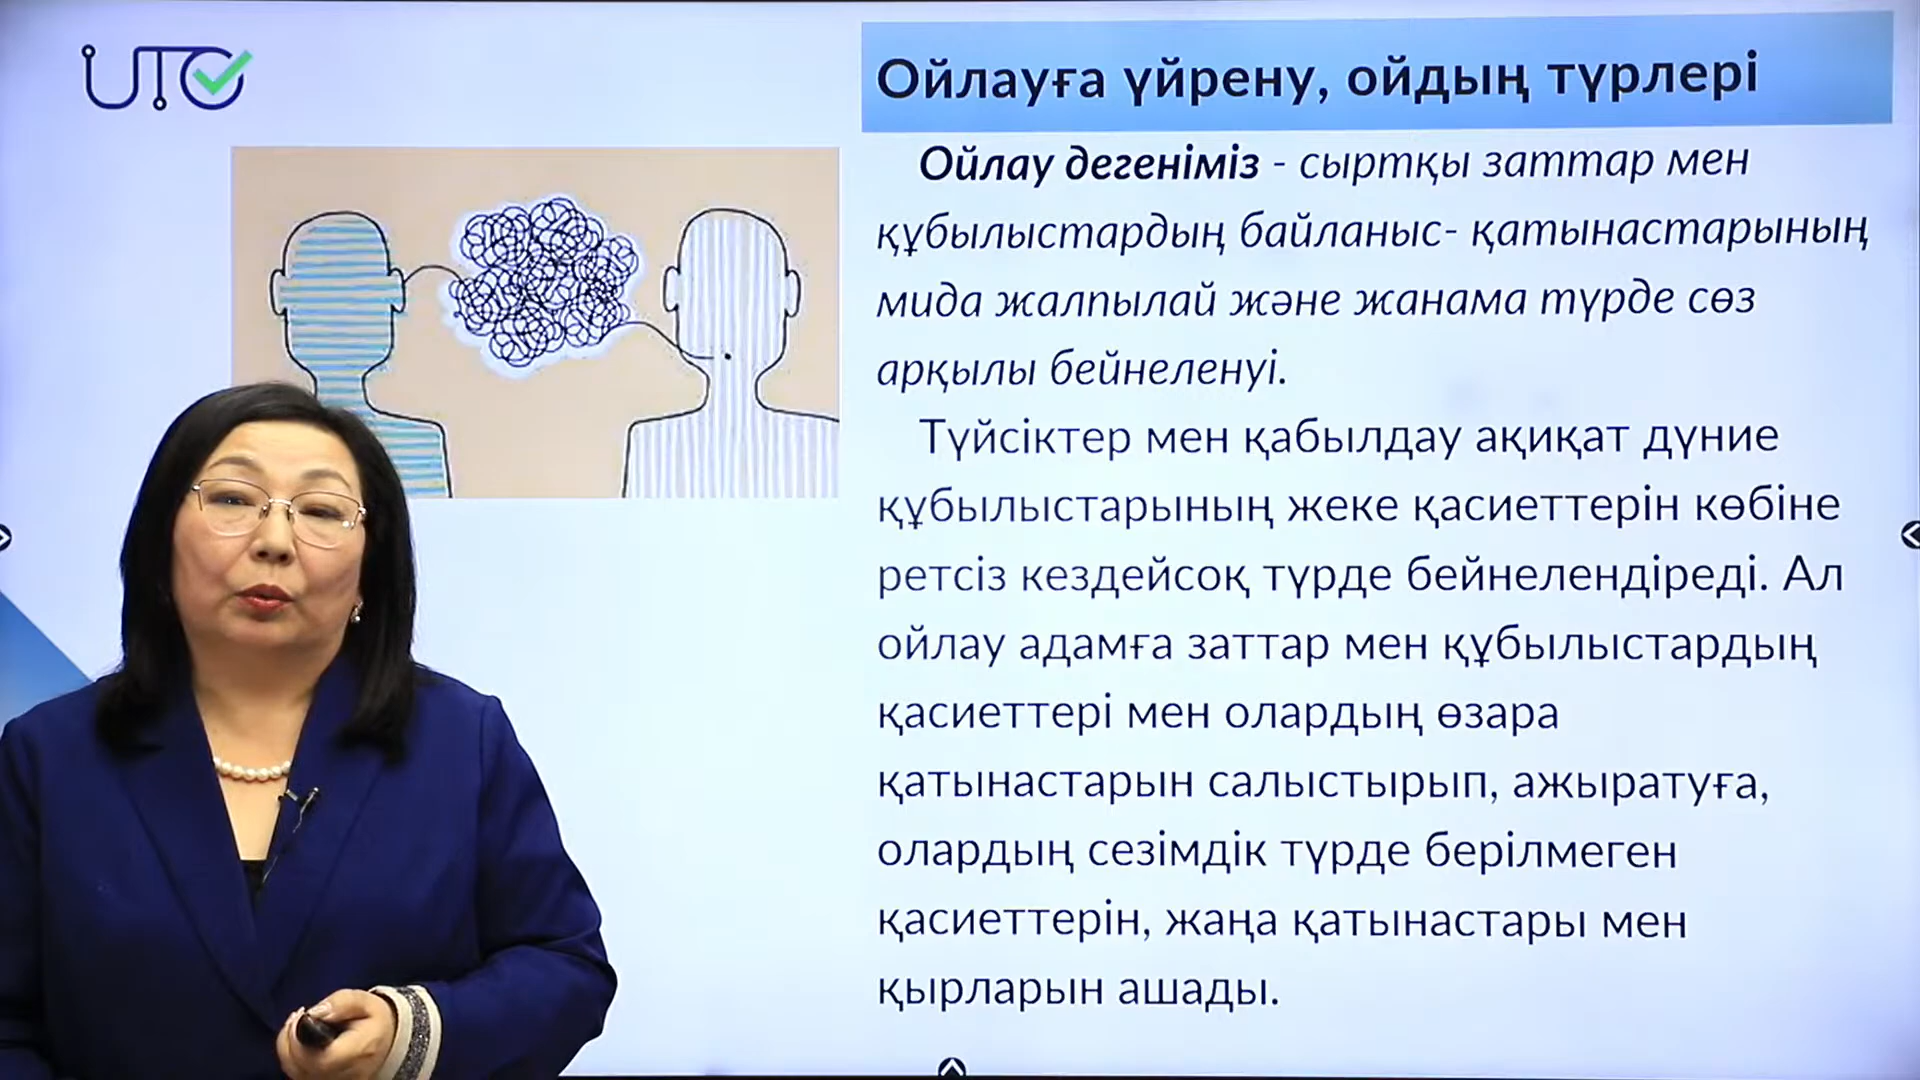 UTO
Ойлауға үйрену, ойдың түрлері
Ойлау дегеніміз - сыртқы заттар мен
құбылыстардың байланыс- қатынастарының
мида жалпылай және жанама түрде сөз
арқылы бейнеленуі.
Түйсіктер мен қабылдау ақиқат дүние
құбылыстарының жеке қасиеттерін көбіне
ретсіз кездейсоқ түрде бейнелендіреді. Ал
ойлау адамға заттар мен құбылыстардың
қасиеттері мен олардың өзара
қатынастарын салыстырып, ажыратуға,
олардың сезімдік түрде берілмеген
қасиеттерін, жаңа қатынастары мен
қырларын ашады.